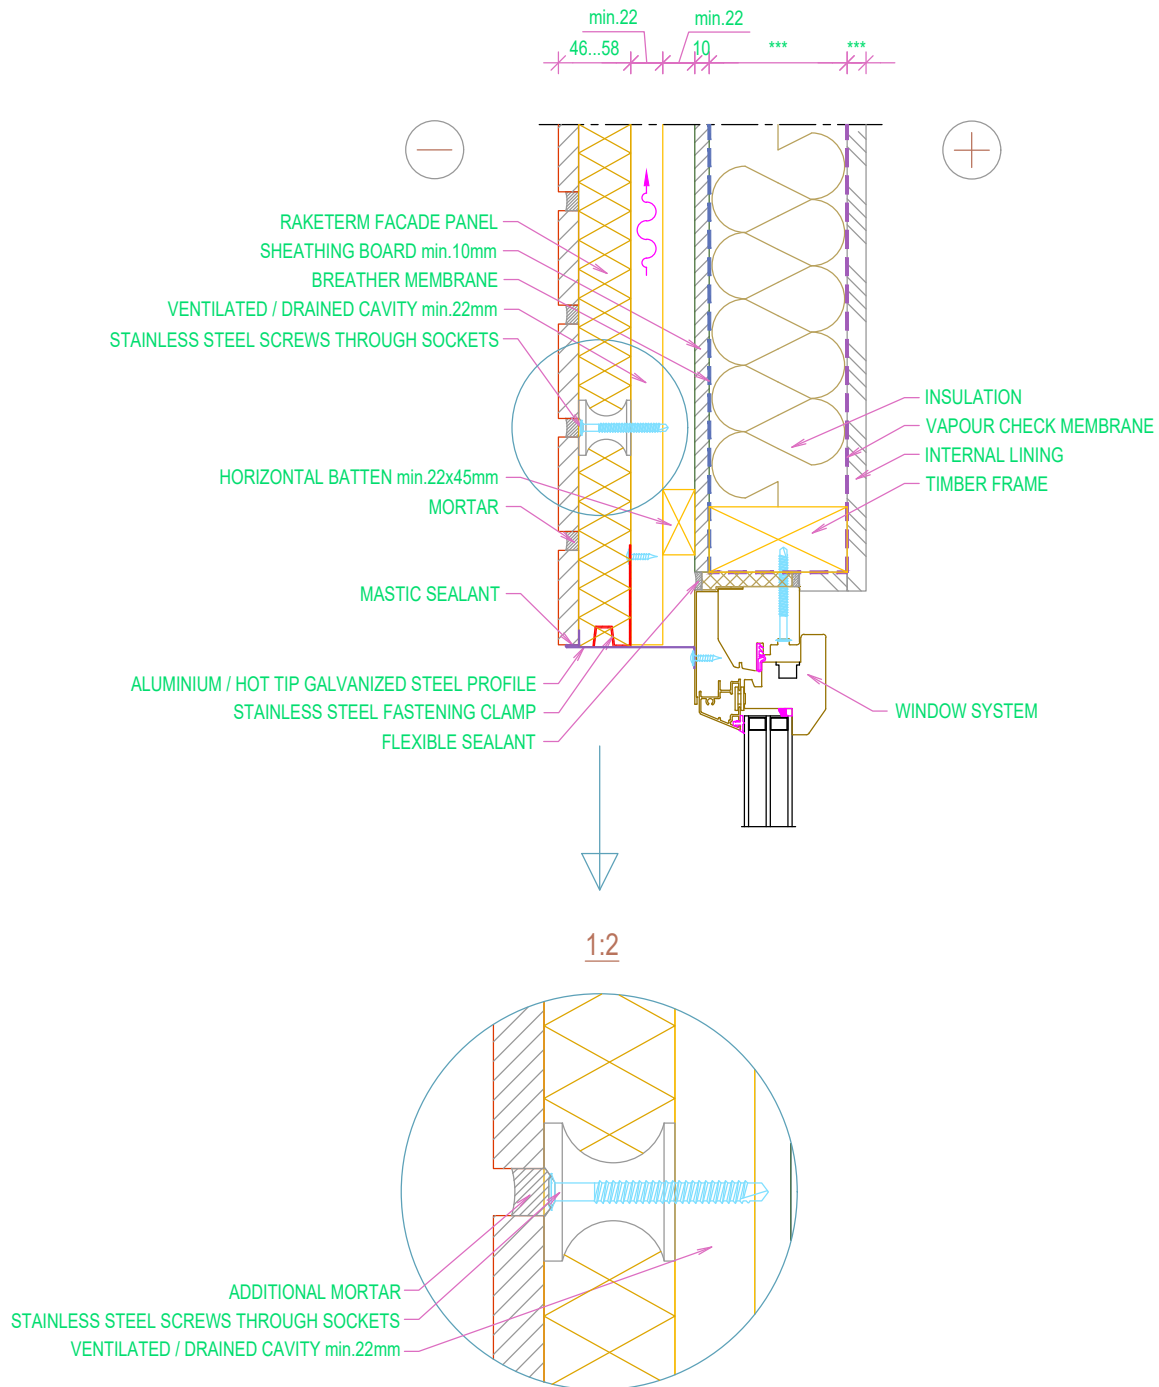 min.22
min.22
46...58
10
***
***
RAKETERM FACADE PANEL
SHEATHING BOARD min.10mm
BREATHER MEMBRANE
VENTILATED / DRAINED CAVITY min.22mm
STAINLESS STEEL SCREWS THROUGH SOCKETS
INSULATION
VAPOUR CHECK MEMBRANE
INTERNAL LINING
TIMBER FRAME
HORIZONTAL BATTEN min.22x45mm
MORTAR
MASTIC SEALANT
ALUMINIUM / HOT TIP GALVANIZED STEEL PROFILE
STAINLESS STEEL FASTENING CLAMP
FLEXIBLE SEALANT
WINDOW SYSTEM
1:2
ADDITIONAL MORTAR
STAINLESS STEEL SCREWS THROUGH SOCKETS
VENTILATED / DRAINED CAVITY min.22mm